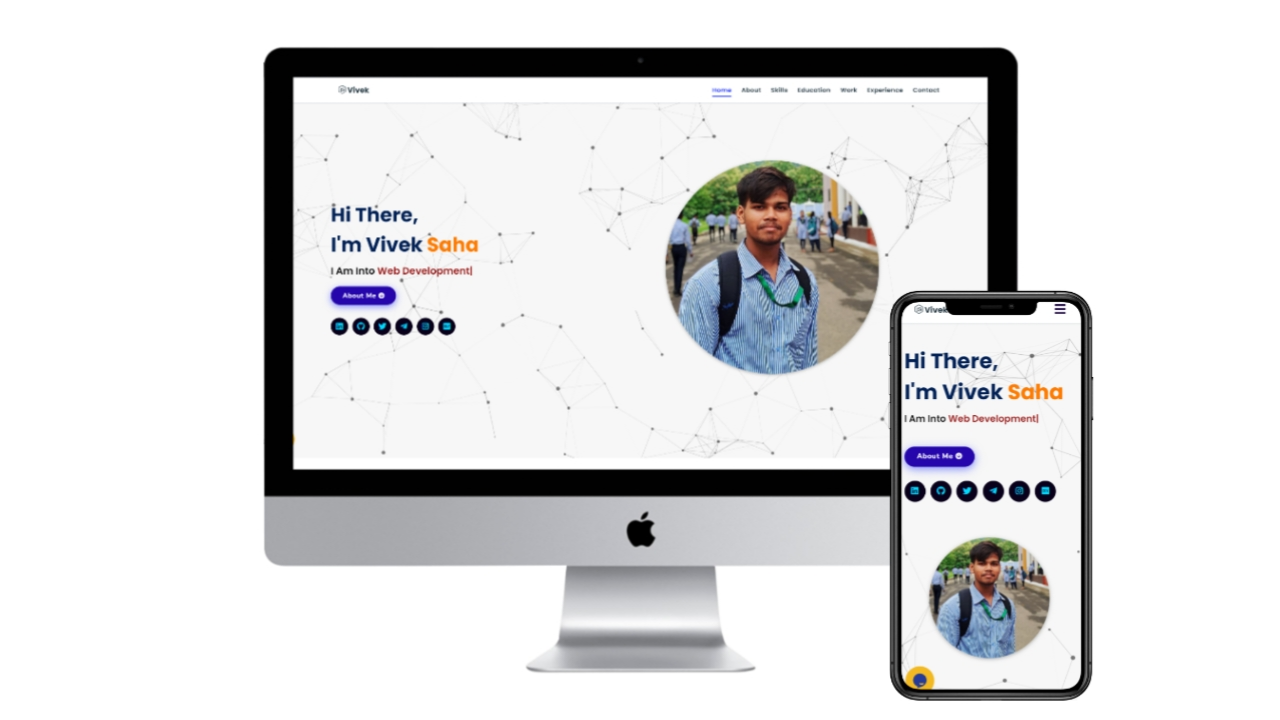 Vivek
Home About Skills Education Work Experience Contact
Hi There,
I'm Vivek Saha
I Am Into Web Development|
About Me
Vivek
Hi There,
I'm Vivek Saha
I Am Into Web Development|
About Me